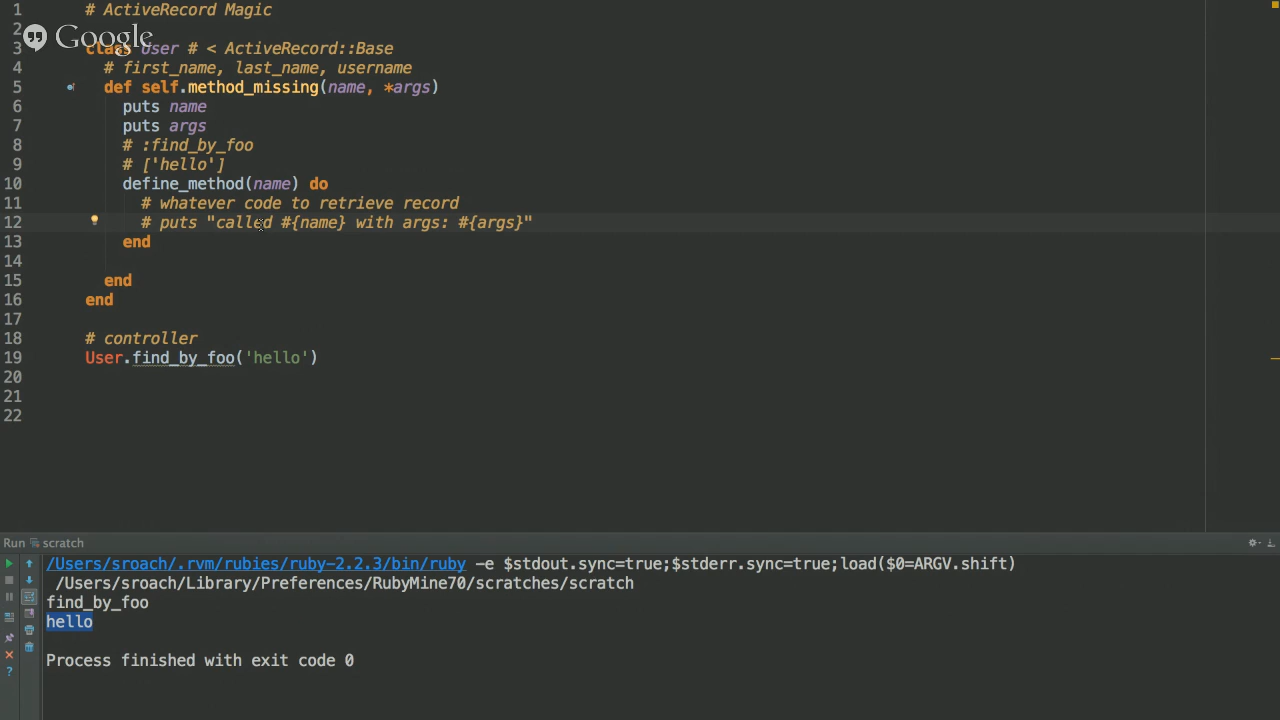 1 # ActiveRecord Magic
2
Google
3 class User # < ActiveRecord::Base
4 # first_name, last_name, username
5 def self.method_missing(name, *args)
6 puts name
7 puts args
8 # :find_by_foo
9 # ['hello']
10 define_method(name) do
11 # whatever code to retrieve record
12 # puts "called #{name} with args: #{args}"
13 end
14
15 end
16 end
17
18 # controller
19 User.find_by_foo('hello')
20
21
22
Run scratch
/Users/sroach/.rvm/rubies/ruby-2.2.3/bin/ruby -e $stdout.sync=true;$stderr.sync=true;load($0=ARGV.shift)
/Users/sroach/Library/Preferences/RubyMine70/scratches/scratch
find_by_foo
hello
Process finished with exit code 0